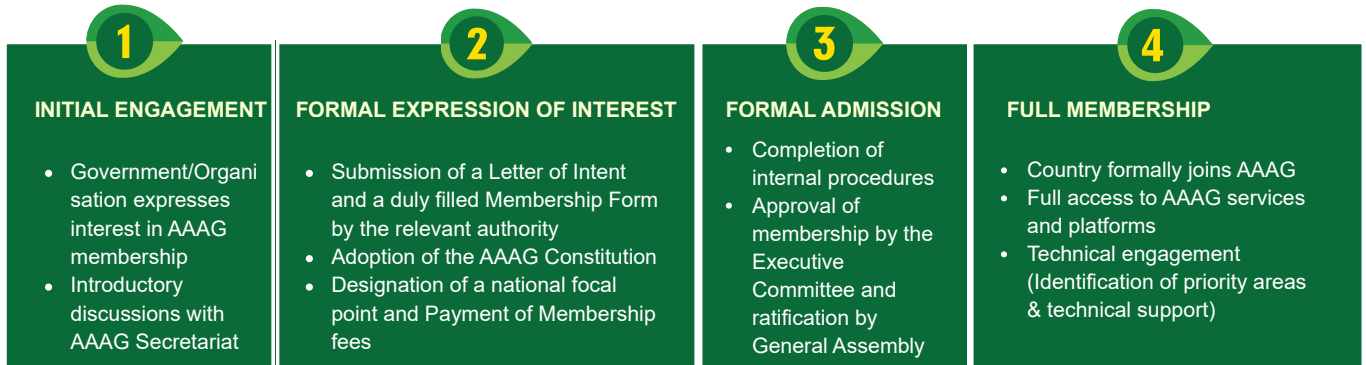 1
INITIAL ENGAGEMENT
• Government/Organi
sation expresses
interest in AAAG
membership
• Introductory
discussions with
AAAG Secretariat
2
FORMAL EXPRESSION OF INTEREST
• Submission of a Letter of Intent
and a duly filled Membership Form
by the relevant authority
• Adoption of the AAAG Constitution
• Designation of a national focal
point and Payment of Membership
fees
3
FORMAL ADMISSION
• Completion of
internal procedures
• Approval of
membership by the
Executive
Committee and
ratification by
General Assembly
4
FULL MEMBERSHIP
• Country formally joins AAAG
• Full access to AAAG services
and platforms
• Technical engagement
(Identification of priority areas
& technical support)